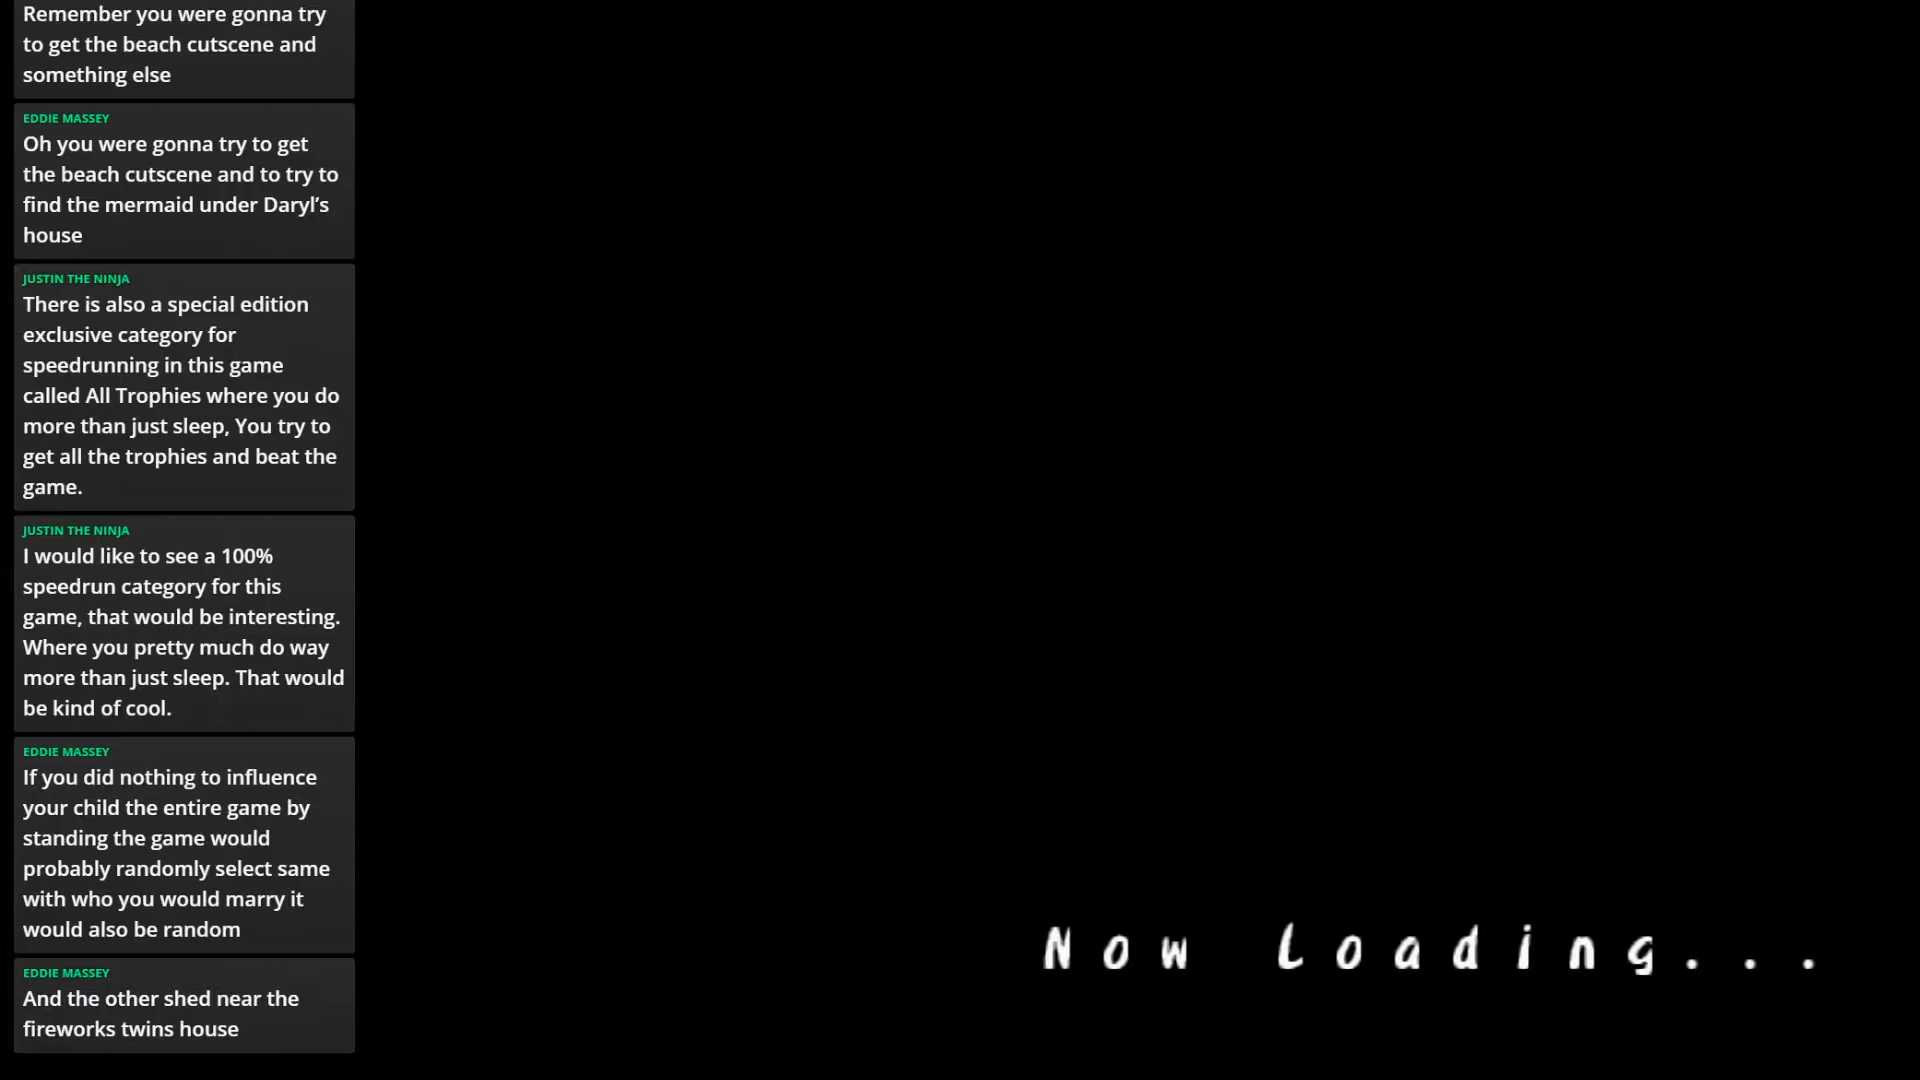 Remember you were gonna try
to get the beach cutscene and
something else
EDDIE MASSEY
Oh you were gonna try to get
the beach cutscene and to try to
find the mermaid under Daryl's
house
JUSTIN THE NINJA
There is also a special edition
exclusive category for
speedrunning in this game
called All Trophies where you do
more than just sleep, You try to
get all the trophies and beat the
game.
JUSTIN THE NINJA
I would like to see a 100%
speedrun category for this
game, that would be interesting.
Where you pretty much do way
more than just sleep. That would
be kind of cool.
EDDIE MASSEY
If you did nothing to influence
your child the entire game by
standing the game would
probably randomly select same
with who you would marry it
would also be random
EDDIE MASSEY
And the other shed near the
fireworks twins house
Now Loading...